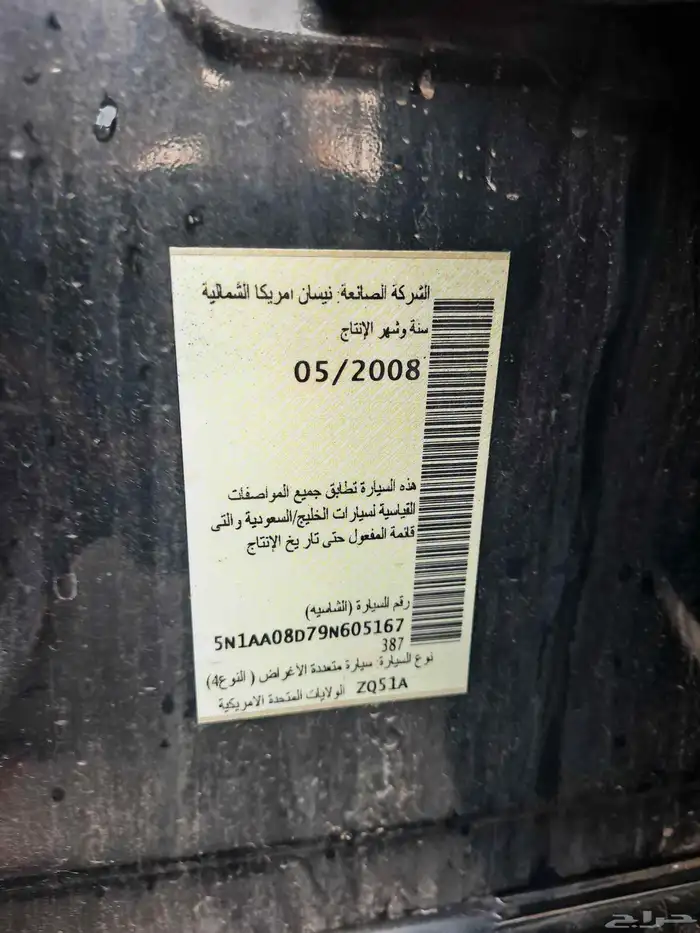 الشركة الصانعة: نيسان امريكا الشمالية
سنة وشهر الإنتاج
05/2008
هذه السيارة تطابق جميع المواصفات
القياسية لسيارات الخليج/السعودية والتى
قائمة المفعول حتى تاريخ الإنتاج
رقم السيارة (الشاسيه)
5N1AA08D79N605167
387
نوع السيارة: سيارة متعددة الأغراض (النوع4)
ZQ51A الولايات المتحدة الامريكية
حراج